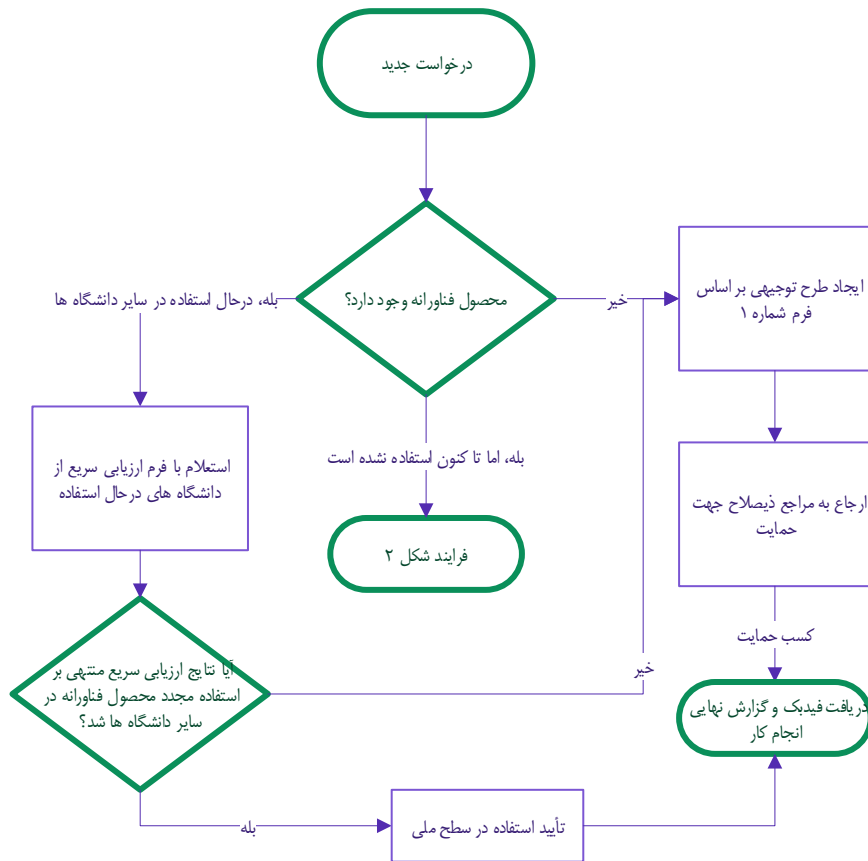 درخواست جدید
محصول فناورانه وجود دارد؟
خیر
ایجاد طرح توجیهی بر اساس
فرم شماره ۱
بله، درحال استفاده در سایر دانشگاه ها
بله، اما تا کنون استفاده نشده است
فرایند شکل ۲
استعلام با فرم ارزیابی سریع از
دانشگاه های درحال استفاده
ارجاع به مراجع ذیصلاح جهت
حمایت
کسب حمایت
آیا نتایج ارزیابی سریع منتهی بر
استفاده مجدد محصول فناورانه در
سایر دانشگاه ها شد؟
خیر
دریافت فیدبک و گزارش نهایی
انجام کار
بله
تأیید استفاده در سطح ملی